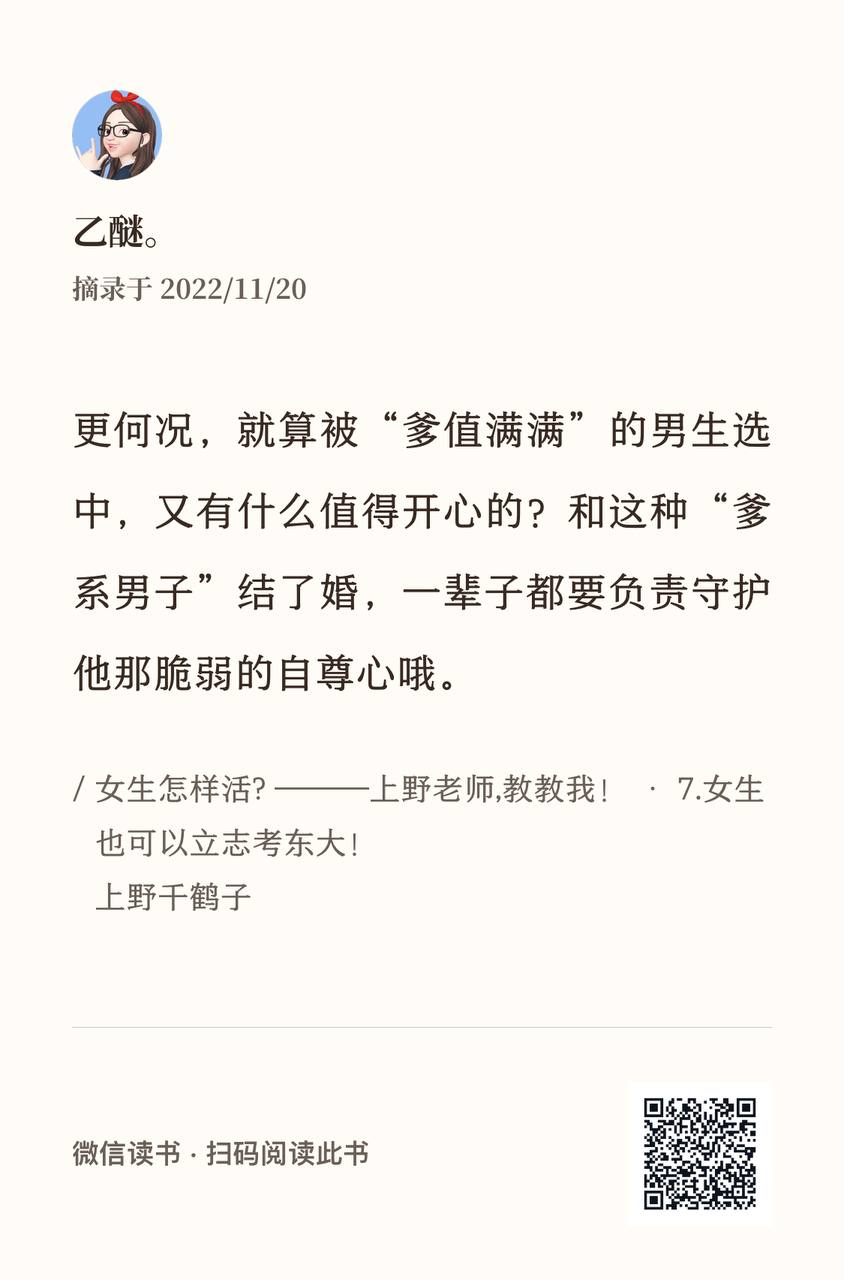 乙醚。
摘录于 2022/11/20
更何况，就算被“爹值满满”的男生选
中，又有什么值得开心的？和这种“爹
系男子”结了婚，一辈子都要负责守护
他那脆弱的自尊心哦。
/ 女生怎样活？———上野老师,教教我！ · 7.女生
也可以立志考东大！
上野千鹤子
微信读书 · 扫码阅读此书